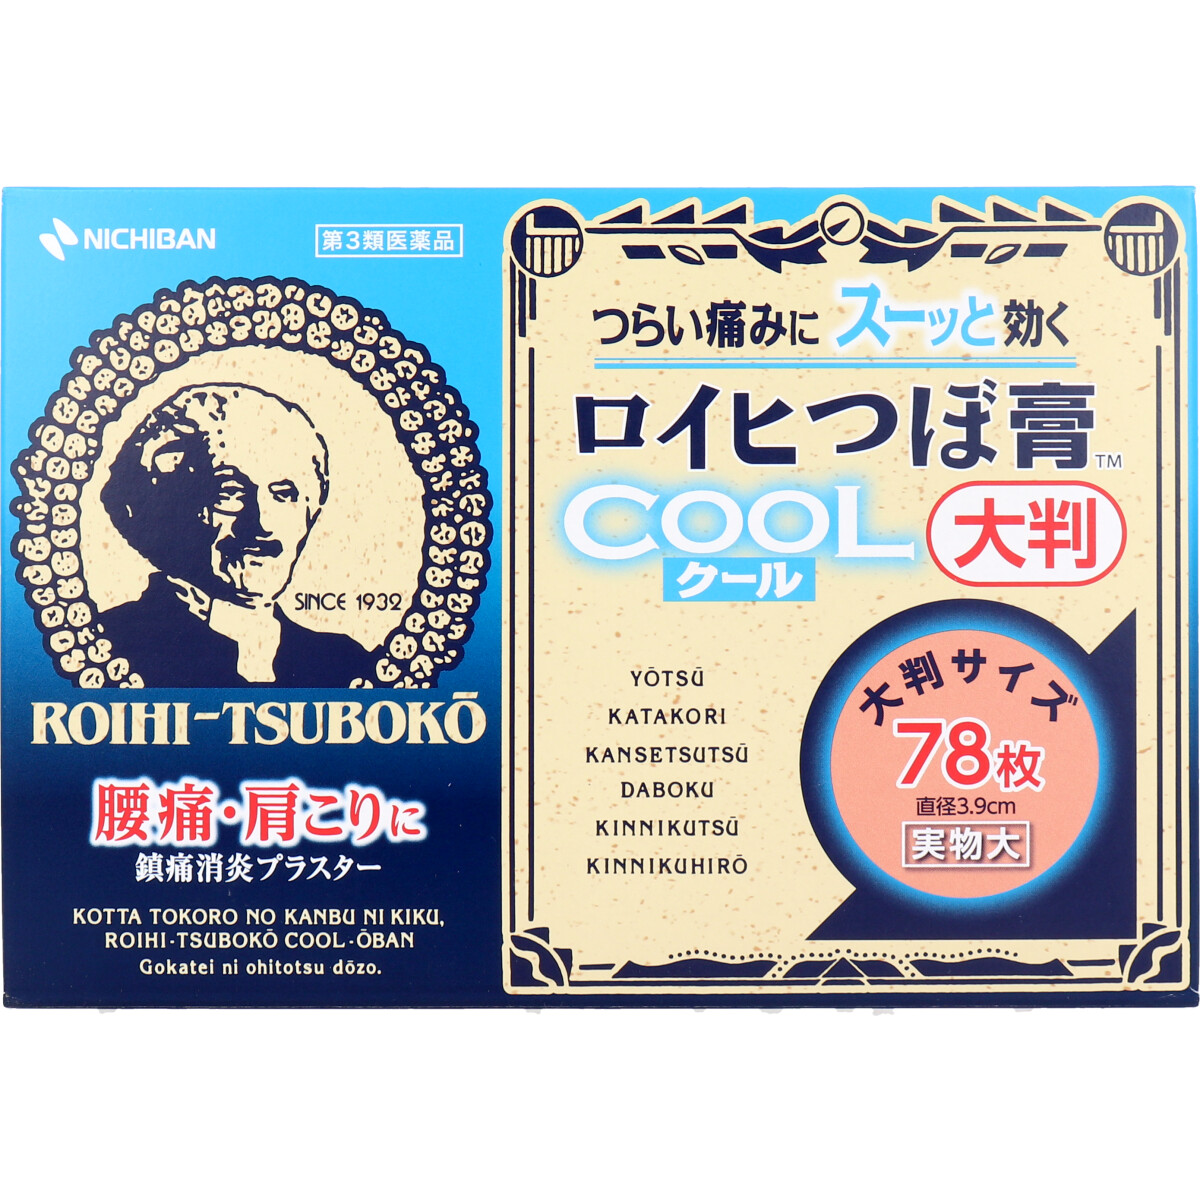 NICHIBAN
第3類医薬品
SINCE 1932
ROIHI-TSUBOKŌ
腰痛・肩こりに
鎮痛消炎プラスター
KOTTA TOKORO NO KANBU NI KIKU,
ROIHI-TSUBOKŌ COOL-ŌBAN
Gokatei ni ohitotsu dōzo.
つらい痛みにスーッと効く
ロイヒつぼ膏™
COOL
クール
大判
YŌTSŪ
KATAKORI
KANSETSUTSŪ
DABOKU
KINNIKUTSŪ
KINNIKUHIRŌ
大判サイズ
78枚
直径3.9cm
実物大